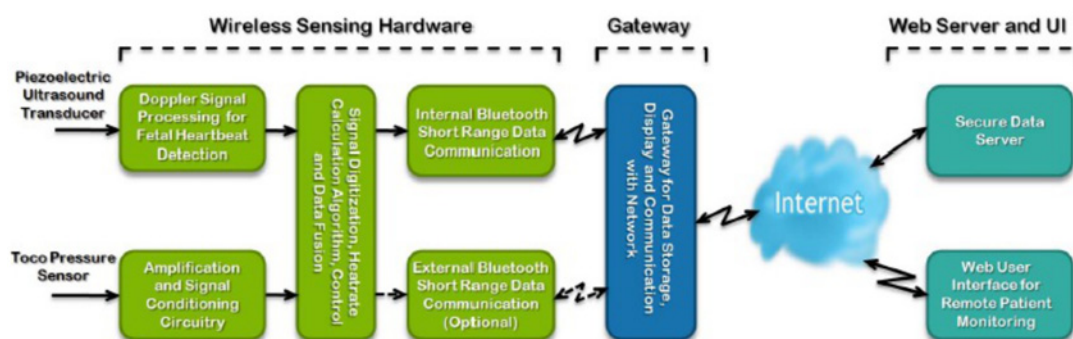 Wireless Sensing Hardware
Gateway
Web Server and UI
Piezoelectric
Ultrasound
Transducer
Doppler Signal
Processing for
Fetal Heartbeat
Detection
Signal Digitization, Heatrate
Calculation Algorithm, Control
and Data Fusion
Internal Bluetooth
Short Range Data
Communication
Gateway for Data Storage,
Display and Communication
with Network
Internet
Secure Data
Server
Toco Pressure
Sensor
Amplification
and Signal
Conditioning
Circuitry
External Bluetooth
Short Range Data
Communication
(Optional)
Web User
Interface for
Remote Patient
Monitoring